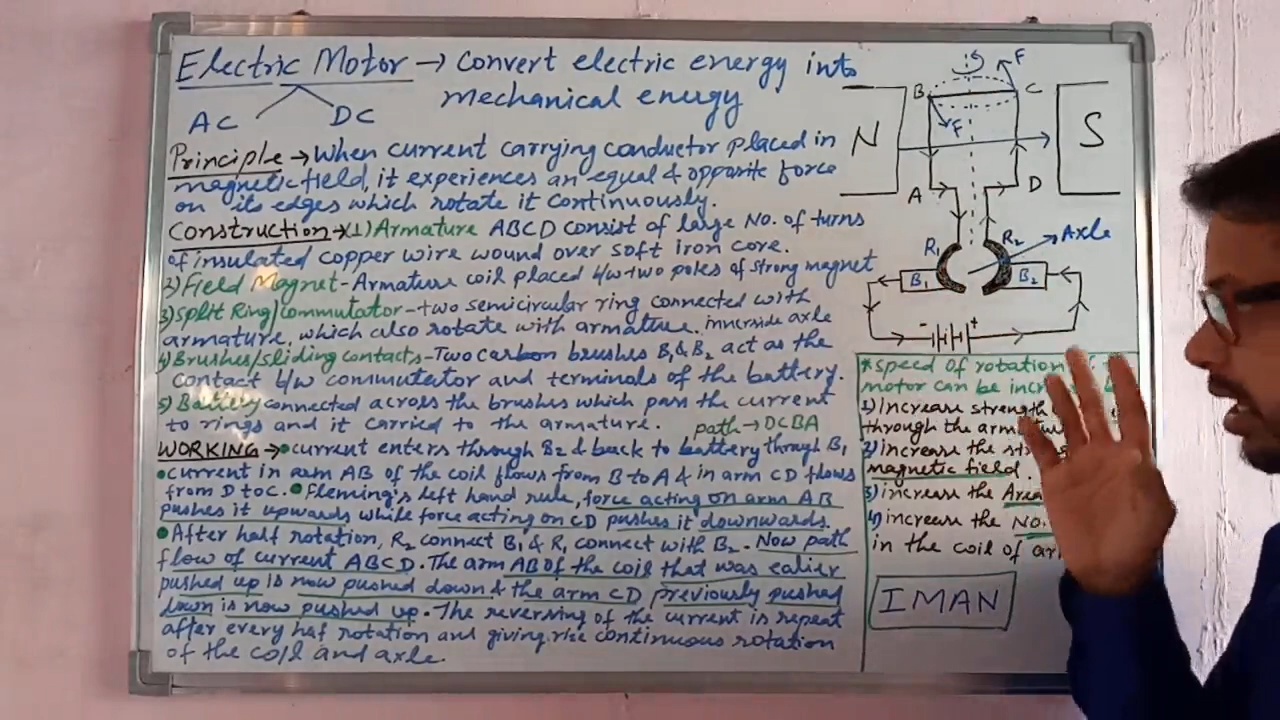 Electric Motor → Convert electric energy into
mechanical energy
AC DC
Principle → When current carrying conductor placed in
magnetic field, it experiences an equal & opposite force
on its edges which rotate it continuously.
Construction → (1) Armature ABCD consist of large No. of turns
of insulated copper wire wound over soft iron core.
2) Field Magnet - Armature coil placed b/w two poles of strong magnet
3) Split Ring/commutator - two semicircular ring connected with
armature, which also rotate with armature. innerside axle
4) Brushes/sliding contacts - Two carbon brushes B1 & B2 act as the
contact b/w commutator and terminals of the battery.
5) Battery connected across the brushes which pass the current
to rings and it carried to the armature. path → DCBA
WORKING → •current enters through B2 & back to battery through B1
•current in arm AB of the coil flows from B to A & in arm CD flows
from D to C. •Fleming's left hand rule, force acting on arm AB
pushes it upwards while force acting on CD pushes it downwards.
•After half rotation, R2 connect B1 & R1 connect with B2. Now path
flow of current ABCD. The arm AB of the coil that was ealier
pushed up is now pushed down & the arm CD previously pushed
down is now pushed up. The reversing of the current is repeat
after every half rotation and giving rise continuous rotation
of the coil and axle.
F
B C
F
N S
A D
R1 R2 Axle
B1 B2
- +
*speed of rotation of
motor can be
1) increase strength
through the
2) increase the
magnetic field
3) increase the Area
4) increase the No.
in the coil of
IMAN